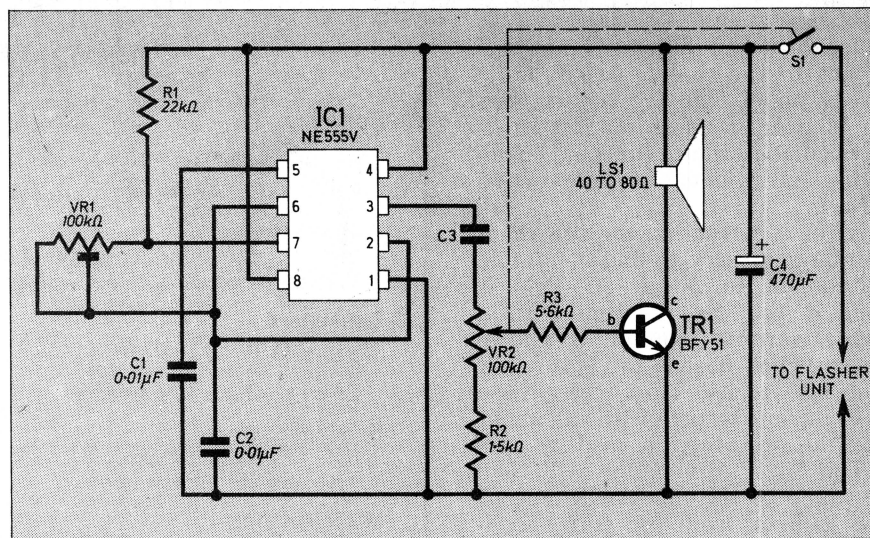 S1
R1
22kΩ
IC1
NE555V
5
4
6
3
7
2
8
1
VR1
100kΩ
C3
LS1
40 TO 80Ω
+
C4
470µF
R3
5·6kΩ
b
c
e
TR1
BFY51
VR2
100kΩ
C1
0·01µF
C2
0·01µF
R2
1·5kΩ
TO FLASHER
UNIT